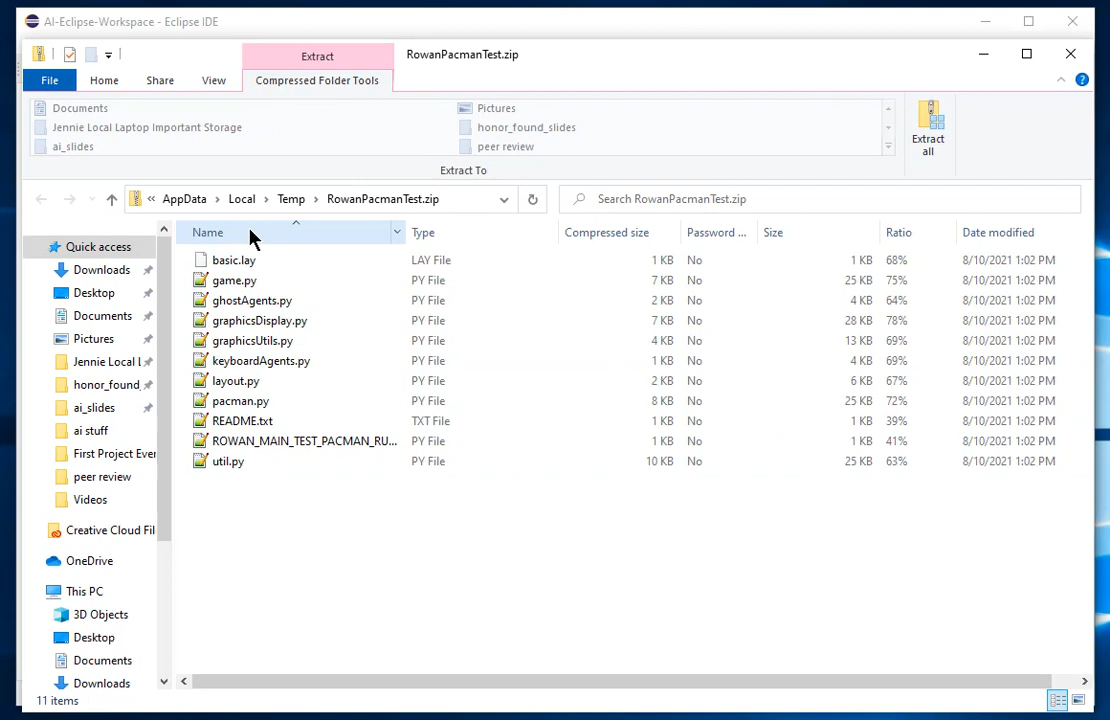 AI-Eclipse-Workspace - Eclipse IDE
Extract
RowanPacmanTest.zip
File
Home
Share
View
Compressed Folder Tools
Documents
Pictures
Jennie Local Laptop Important Storage
honor_found_slides
ai_slides
peer review
Extract all
Extract To
« AppData > Local > Temp > RowanPacmanTest.zip
Search RowanPacmanTest.zip
Name Type Compressed size Password ... Size Ratio Date modified
basic.lay LAY File 1 KB No 1 KB 68% 8/10/2021 1:02 PM
game.py PY File 7 KB No 25 KB 75% 8/10/2021 1:02 PM
ghostAgents.py PY File 2 KB No 4 KB 64% 8/10/2021 1:02 PM
graphicsDisplay.py PY File 7 KB No 28 KB 78% 8/10/2021 1:02 PM
graphicsUtils.py PY File 4 KB No 13 KB 69% 8/10/2021 1:02 PM
keyboardAgents.py PY File 1 KB No 4 KB 69% 8/10/2021 1:02 PM
layout.py PY File 2 KB No 6 KB 67% 8/10/2021 1:02 PM
pacman.py PY File 8 KB No 25 KB 72% 8/10/2021 1:02 PM
README.txt TXT File 1 KB No 1 KB 39% 8/10/2021 1:02 PM
ROWAN_MAIN_TEST_PACMAN_RU... PY File 1 KB No 1 KB 41% 8/10/2021 1:02 PM
util.py PY File 10 KB No 25 KB 63% 8/10/2021 1:02 PM
Quick access
Downloads
Desktop
Documents
Pictures
Jennie Local L
honor_found_
ai_slides
ai stuff
First Project Ever
peer review
Videos
Creative Cloud Fil
OneDrive
This PC
3D Objects
Desktop
Documents
Downloads
11 items